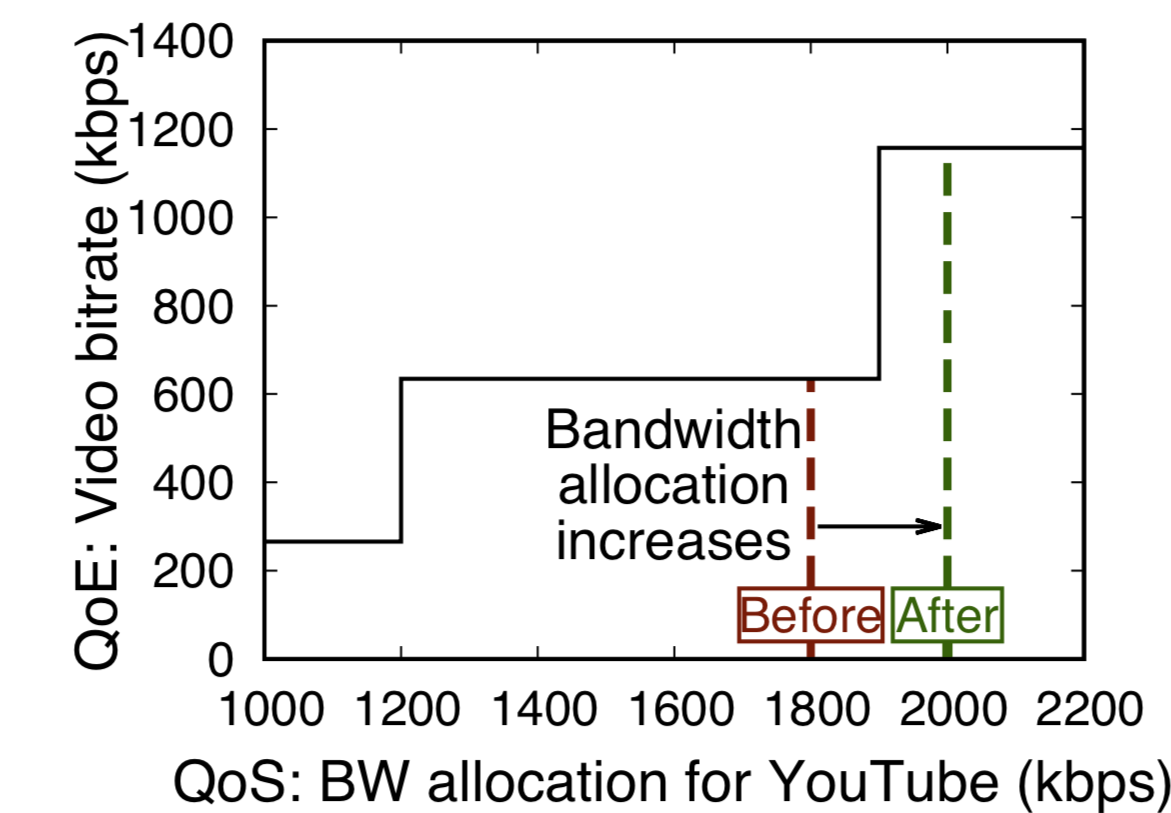 QoE: Video bitrate (kbps)
1400
1200
1000
800
600
400
200
0
Bandwidth
allocation
increases
Before
After
1000 1200 1400 1600 1800 2000 2200
QoS: BW allocation for YouTube (kbps)